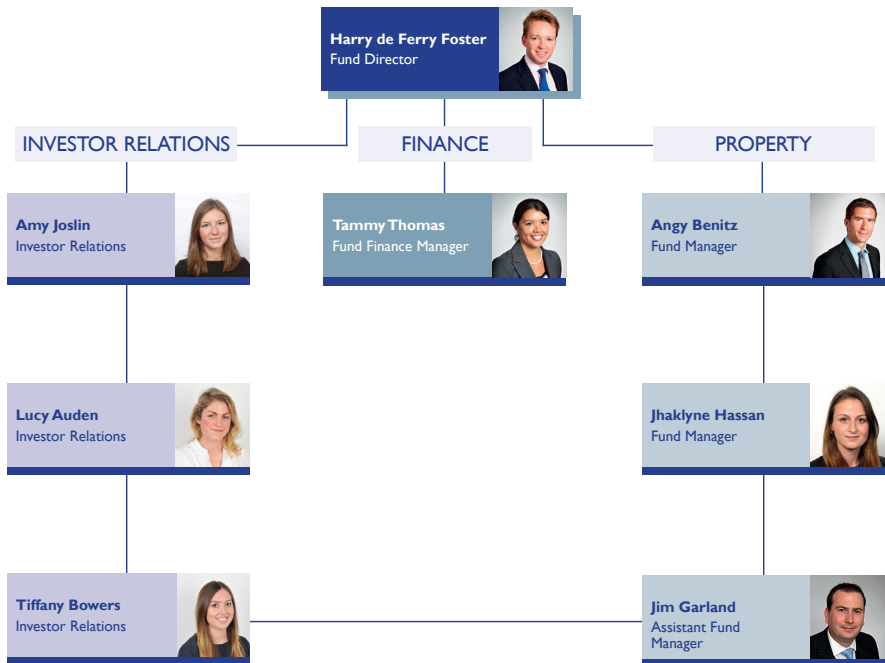 Harry de Ferry Foster
Fund Director
INVESTOR RELATIONS
FINANCE
PROPERTY
Amy Joslin
Investor Relations
Tammy Thomas
Fund Finance Manager
Angy Benitz
Fund Manager
Lucy Auden
Investor Relations
Jhaklyne Hassan
Fund Manager
Tiffany Bowers
Investor Relations
Jim Garland
Assistant Fund
Manager